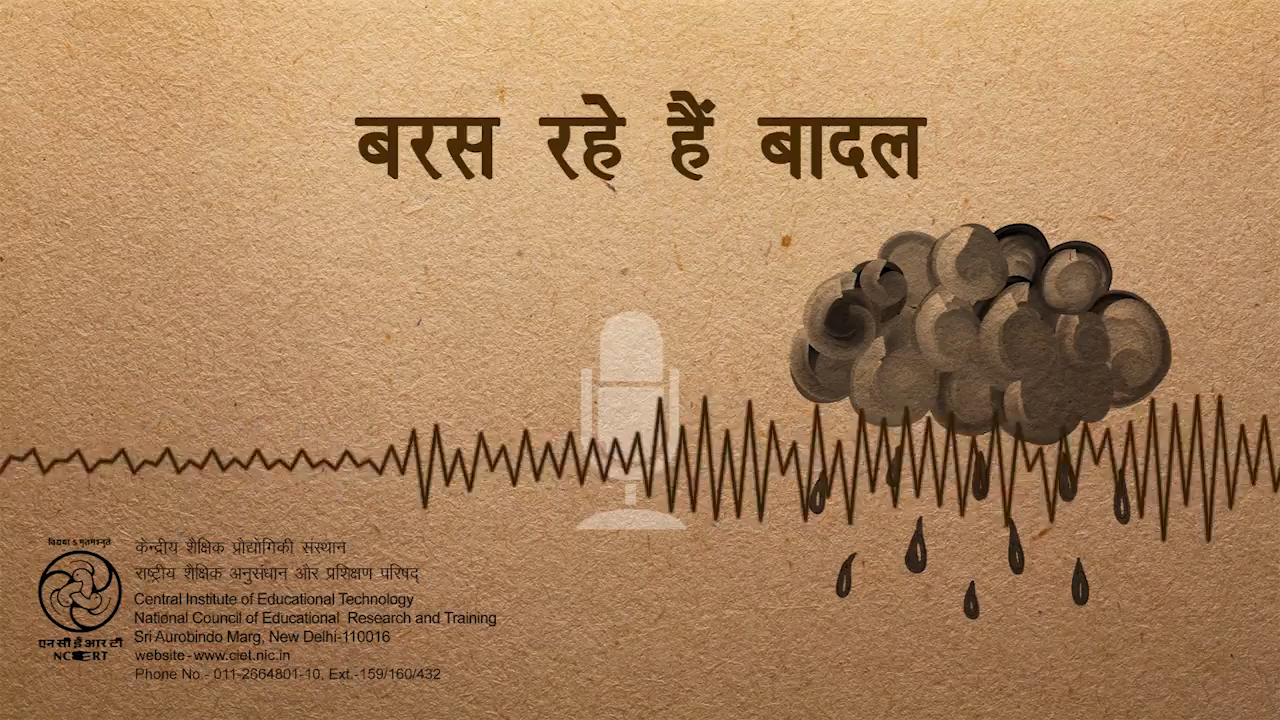 बरस रहे हैं बादल
विद्यया ऽ मृतमश्नुते
केन्द्रीय शैक्षिक प्रौद्योगिकी संस्थान
राष्ट्रीय शैक्षिक अनुसंधान और प्रशिक्षण परिषद्
Central Institute of Educational Technology
National Council of Educational Research and Training
Sri Aurobindo Marg, New Delhi-110016
एन सी ई आर टी
website - www.ciet.nic.in
NCERT
Phone No.- 011-2664801-10, Ext.-159/160/432